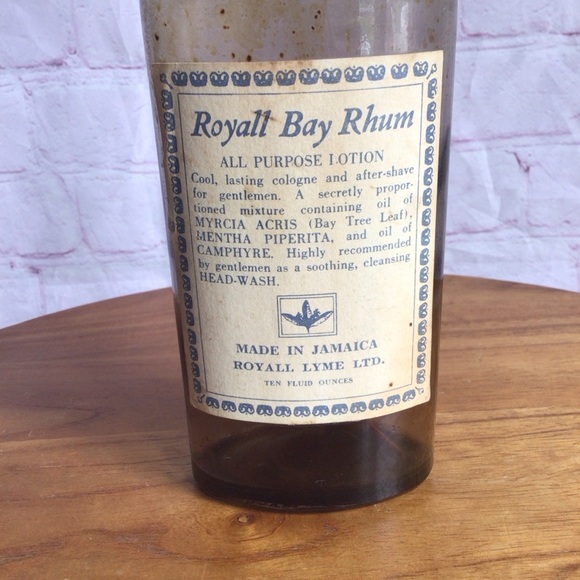 Royall Bay Rhum
ALL PURPOSE LOTION
Cool, lasting cologne and after-shave
for gentlemen. A secretly propor-
tioned mixture containing oil of
MYRCIA ACRIS (Bay Tree Leaf),
MENTHA PIPERITA, and oil of
CAMPHYRE. Highly recommended
by gentlemen as a soothing, cleansing
HEAD-WASH.
MADE IN JAMAICA
ROYALL LYME LTD.
TEN FLUID OUNCES